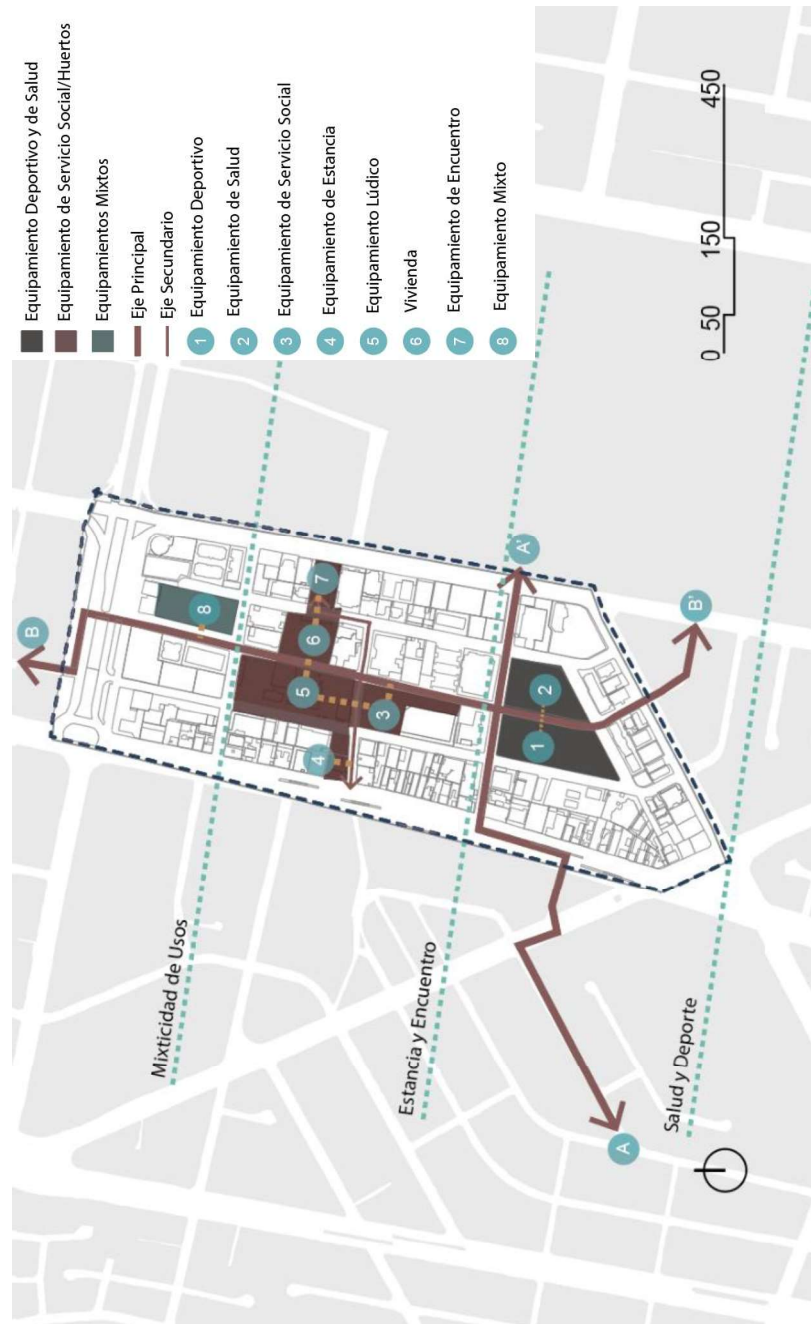 Equipamiento Deportivo y de Salud
Equipamiento de Servicio Social/Huertos
Equipamientos Mixtos
Eje Principal
Eje Secundario
1 Equipamiento Deportivo
2 Equipamiento de Salud
3 Equipamiento de Servicio Social
4 Equipamiento de Estancia
5 Equipamiento Lúdico
6 Vivienda
7 Equipamiento de Encuentro
8 Equipamiento Mixto
Mixticidad de Usos
Estancia y Encuentro
Salud y Deporte
B
8
7
6
5
4
3
A'
2
1
B'
A
0 50 150 450